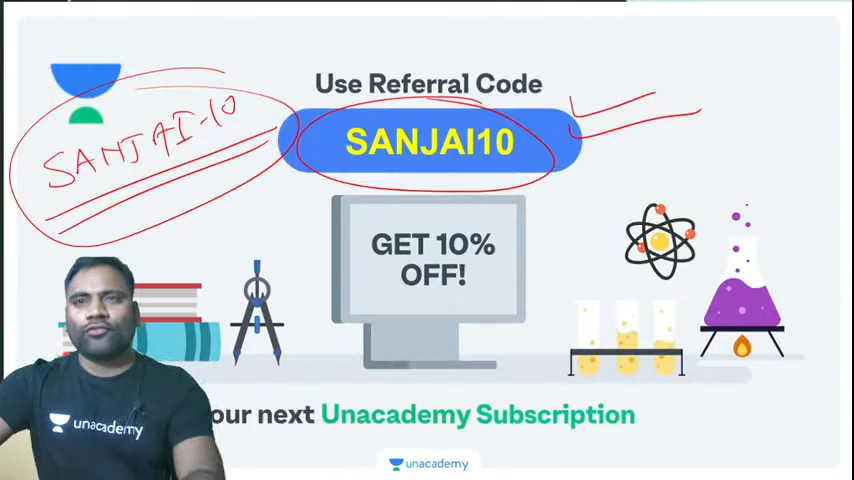 Use Referral Code
SANJAI-10
SANJAI10
GET 10%
OFF!
our next Unacademy Subscription
unacademy
unacademy